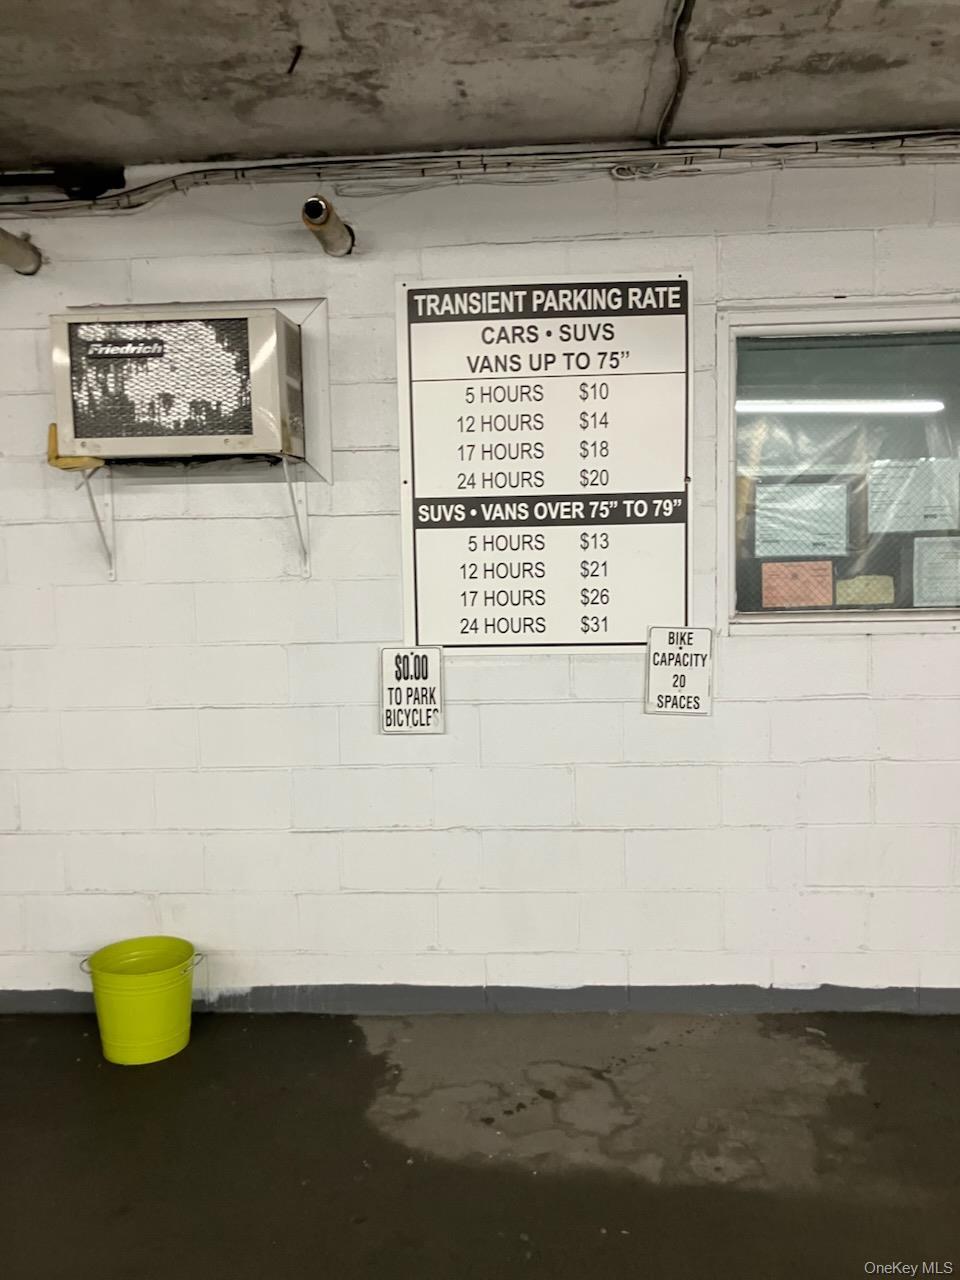 Friedrich
TRANSIENT PARKING RATE
CARS • SUVS
VANS UP TO 75”
5 HOURS $10
12 HOURS $14
17 HOURS $18
24 HOURS $20
SUVS • VANS OVER 75” TO 79”
5 HOURS $13
12 HOURS $21
17 HOURS $26
24 HOURS $31
$0.00
TO PARK
BICYCLES
BIKE
CAPACITY
20
SPACES
OneKey MLS